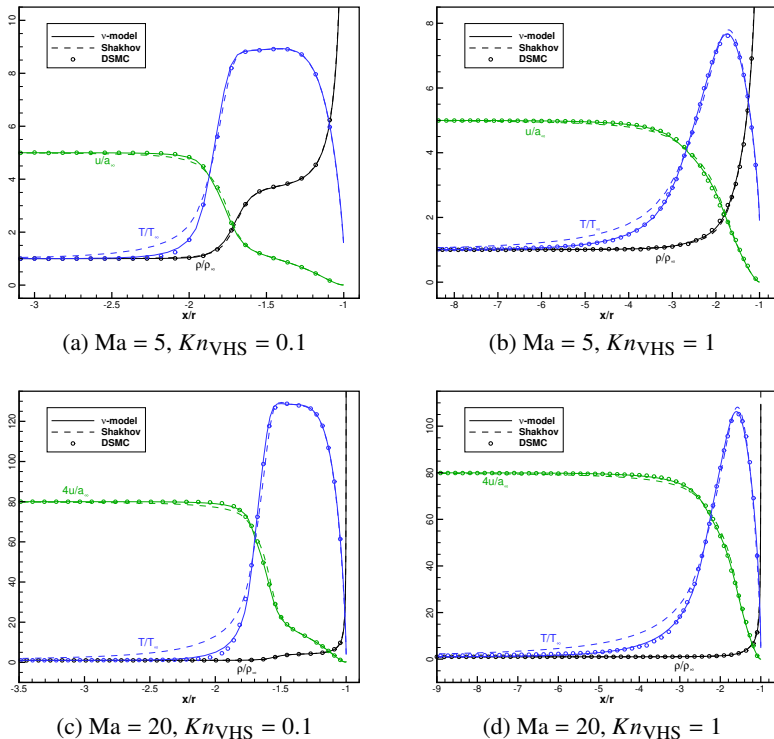 10
8
6
4
2
0
ν-model
Shakhov
DSMC
u/a∞
T/T∞
ρ/ρ∞
-3 -2.5 -2 -1.5 -1
x/r
(a) Ma = 5, KnVHS = 0.1
8
6
4
2
0
ν-model
Shakhov
DSMC
u/a∞
T/T∞
ρ/ρ∞
-8 -7 -6 -5 -4 -3 -2 -1
x/r
(b) Ma = 5, KnVHS = 1
120
100
80
60
40
20
0
ν-model
Shakhov
DSMC
4u/a∞
T/T∞
ρ/ρ∞
-3.5 -3 -2.5 -2 -1.5 -1
x/r
(c) Ma = 20, KnVHS = 0.1
100
80
60
40
20
0
ν-model
Shakhov
DSMC
4u/a∞
T/T∞
ρ/ρ∞
-9 -8 -7 -6 -5 -4 -3 -2 -1
x/r
(d) Ma = 20, KnVHS = 1